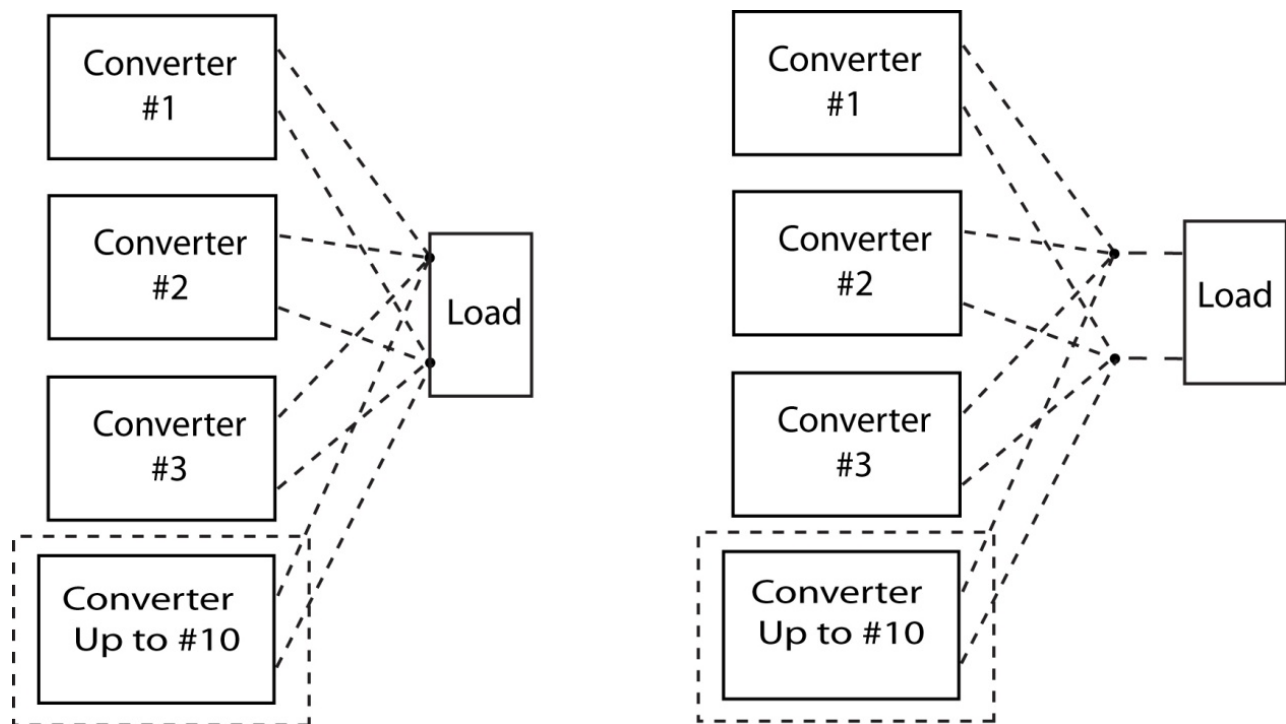 Converter
#1
Converter
#2
Converter
#3
Converter
Up to #10
Load
Converter
#1
Converter
#2
Converter
#3
Converter
Up to #10
Load